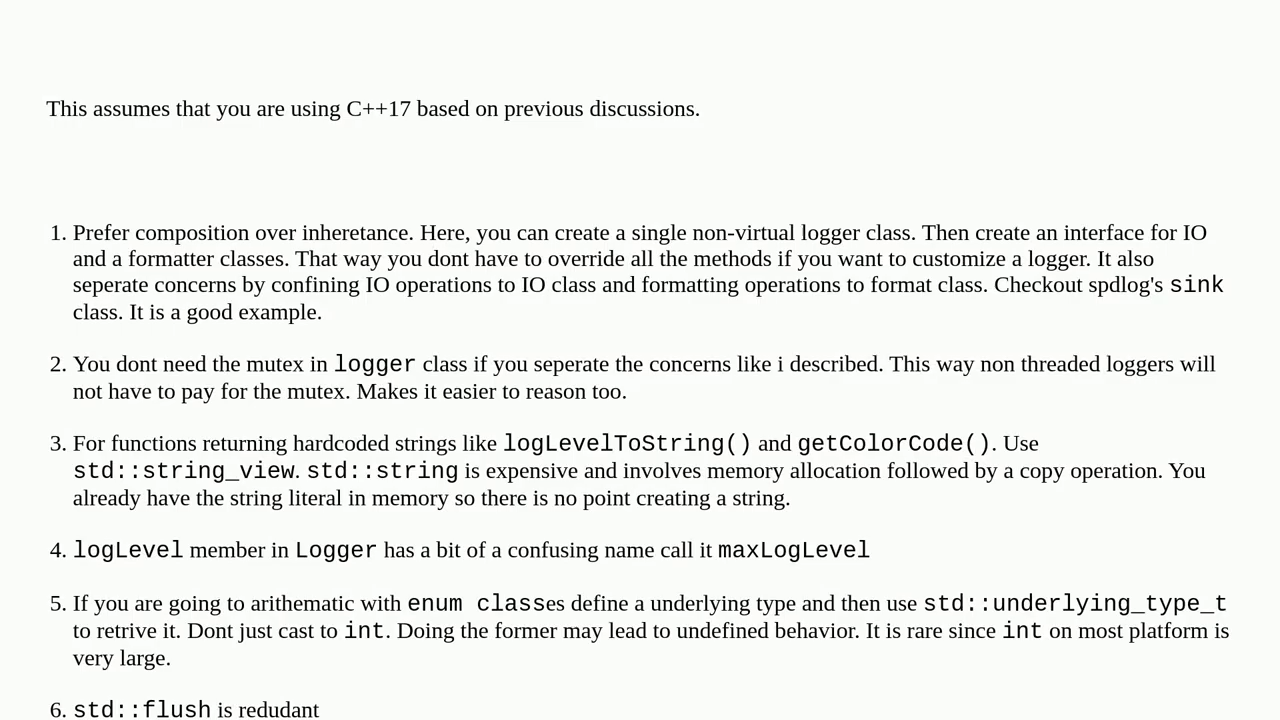 This assumes that you are using C++17 based on previous discussions.
1. Prefer composition over inheretance. Here, you can create a single non-virtual logger class. Then create an interface for IO
and a formatter classes. That way you dont have to override all the methods if you want to customize a logger. It also
seperate concerns by confining IO operations to IO class and formatting operations to format class. Checkout spdlog's sink
class. It is a good example.
2. You dont need the mutex in logger class if you seperate the concerns like i described. This way non threaded loggers will
not have to pay for the mutex. Makes it easier to reason too.
3. For functions returning hardcoded strings like logLevelToString() and getColorCode(). Use
std::string_view. std::string is expensive and involves memory allocation followed by a copy operation. You
already have the string literal in memory so there is no point creating a string.
4. logLevel member in Logger has a bit of a confusing name call it maxLogLevel
5. If you are going to arithematic with enum classes define a underlying type and then use std::underlying_type_t
to retrive it. Dont just cast to int. Doing the former may lead to undefined behavior. It is rare since int on most platform is
very large.
6. std::flush is redudant